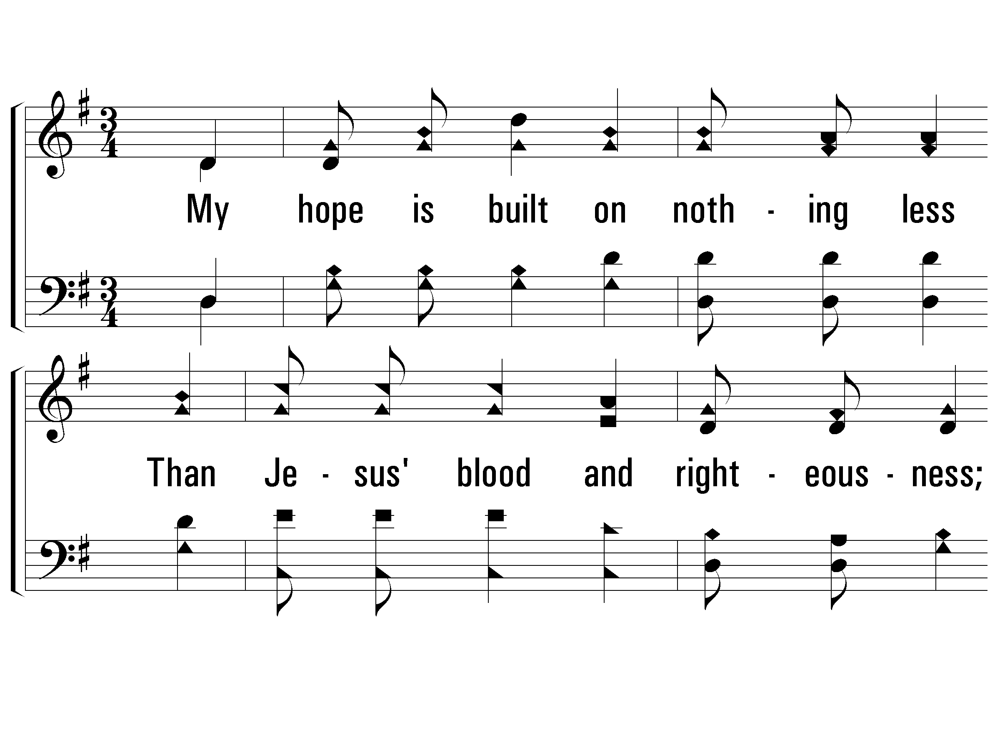 My hope is built on noth - ing less
Than Je - sus' blood and right - eous - ness;